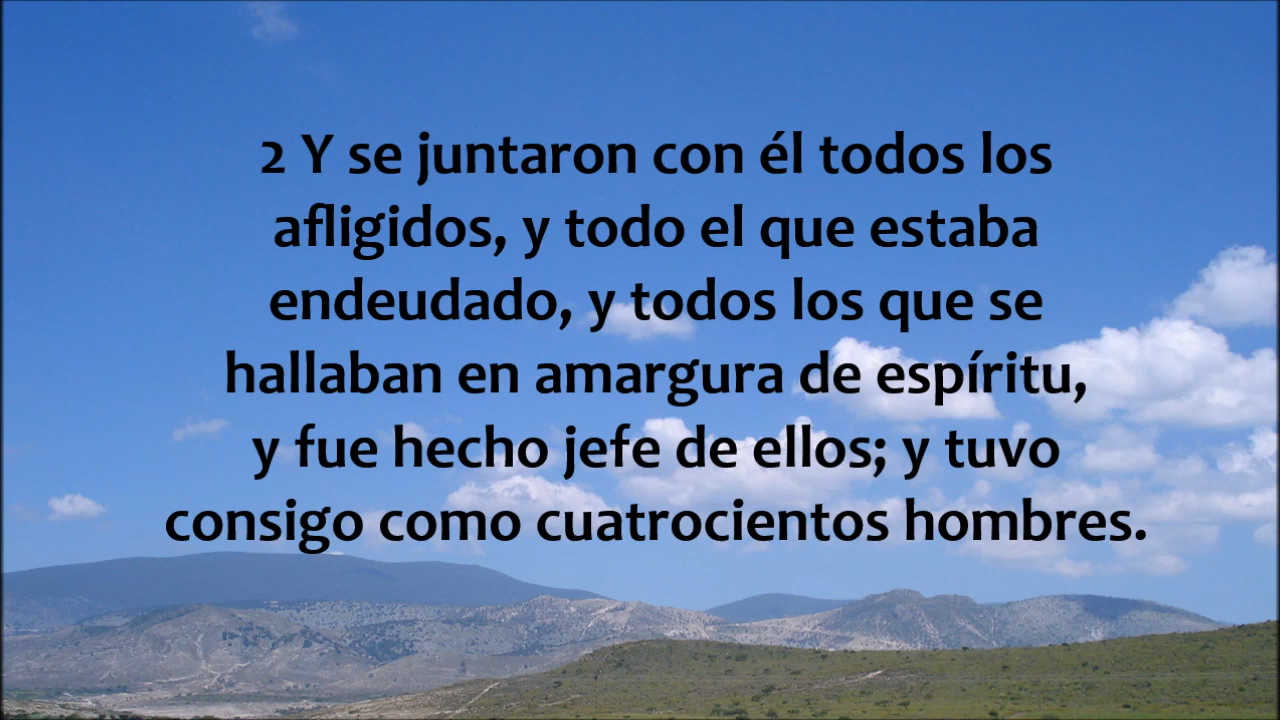 2 Y se juntaron con él todos los
afligidos, y todo el que estaba
endeudado, y todos los que se
hallaban en amargura de espíritu,
y fue hecho jefe de ellos; y tuvo
consigo como cuatrocientos hombres.